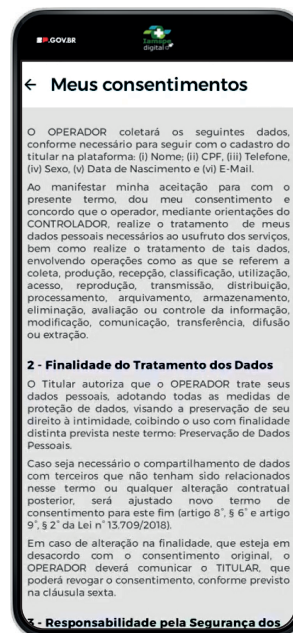 GOV.BR
Iamspe
digital
← Meus consentimentos
O OPERADOR coletará os seguintes dados,
conforme necessário para seguir com o cadastro do
titular na plataforma: (i) Nome; (ii) CPF, (iii) Telefone,
(iv) Sexo, (v) Data de Nascimento e (vi) E-Mail.
Ao manifestar minha aceitação para com o
presente termo, dou meu consentimento e
concordo que o operador, mediante orientações do
CONTROLADOR, realize o tratamento de meus
dados pessoais necessários ao usufruto dos serviços,
bem como realize o tratamento de tais dados,
envolvendo operações como as que se referem a
coleta, produção, recepção, classificação, utilização,
acesso, reprodução, transmissão, distribuição,
processamento, arquivamento, armazenamento,
eliminação, avaliação ou controle da informação,
modificação, comunicação, transferência, difusão
ou extração.
2 - Finalidade do Tratamento dos Dados
O Titular autoriza que o OPERADOR trate seus
dados pessoais, adotando todas as medidas de
proteção de dados, visando a preservação de seu
direito à intimidade, coibindo o uso com finalidade
distinta prevista neste termo: Preservação de Dados
Pessoais.
Caso seja necessário o compartilhamento de dados
com terceiros que não tenham sido relacionados
nesse termo ou qualquer alteração contratual
posterior, será ajustado novo termo de
consentimento para este fim (artigo 8°, § 6° e artigo
9°, § 2° da Lei n° 13.709/2018).
Em caso de alteração na finalidade, que esteja em
desacordo com o consentimento original, o
OPERADOR deverá comunicar o TITULAR, que
poderá revogar o consentimento, conforme previsto
na cláusula sexta.
3 - Responsabilidade pela Segurança dos